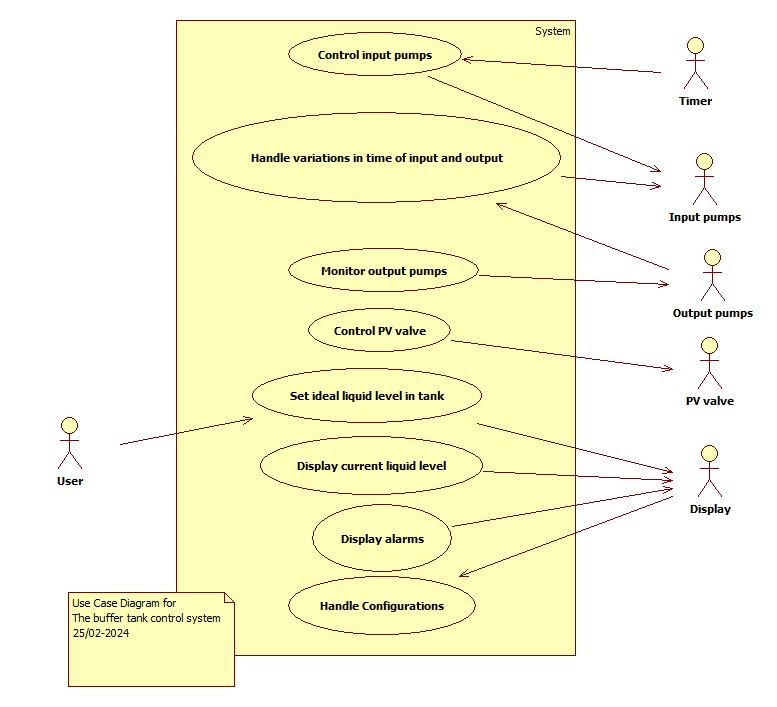 System
Control input pumps
Timer
Handle variations in time of input and output
Input pumps
Monitor output pumps
Output pumps
Control PV valve
PV valve
Set ideal liquid level in tank
User
Display current liquid level
Display
Display alarms
Handle Configurations
Use Case Diagram for
The buffer tank control system
25/02-2024